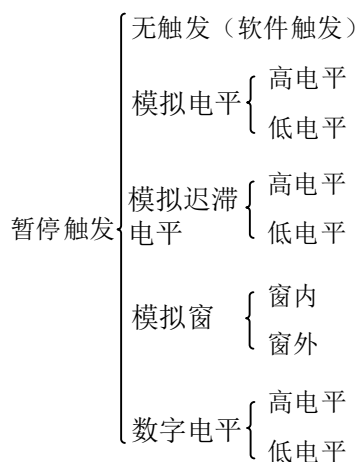 无触发（软件触发）
模拟电平
高电平
低电平
模拟迟滞
电平
高电平
低电平
暂停触发
模拟窗
窗内
窗外
数字电平
高电平
低电平